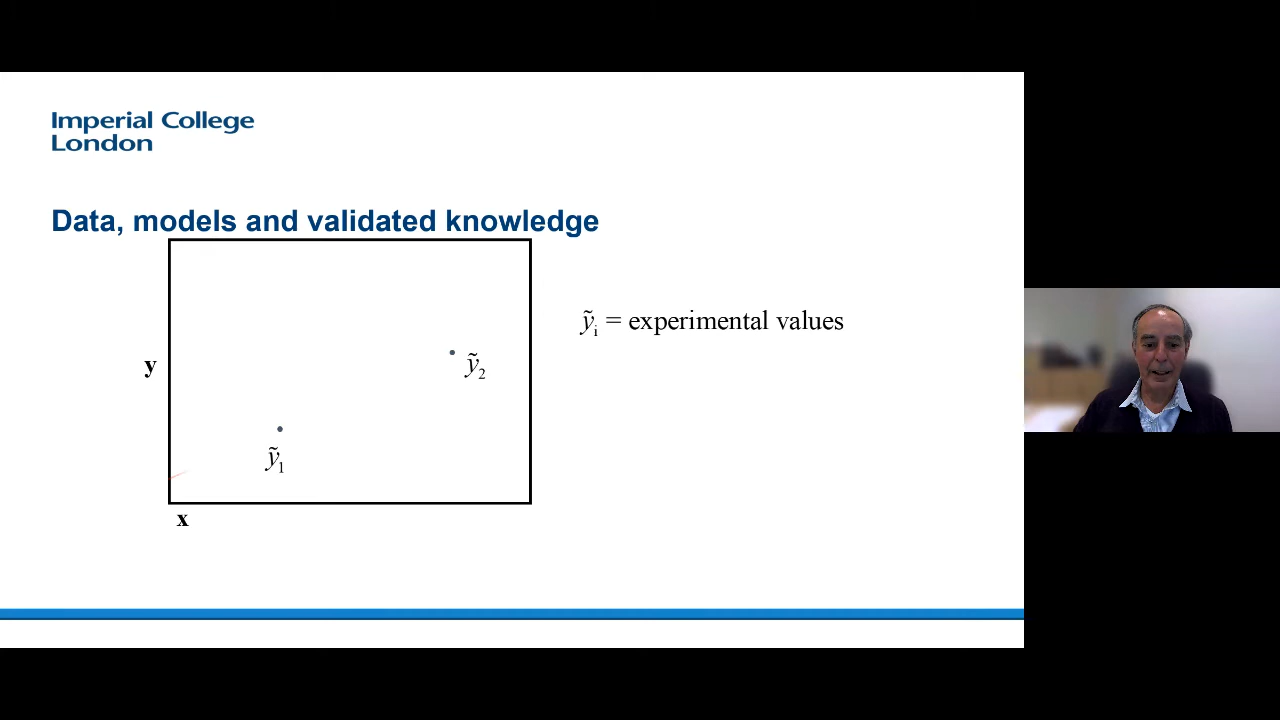 Imperial College
London
Data, models and validated knowledge
ỹi = experimental values
y
ỹ2
ỹ1
x